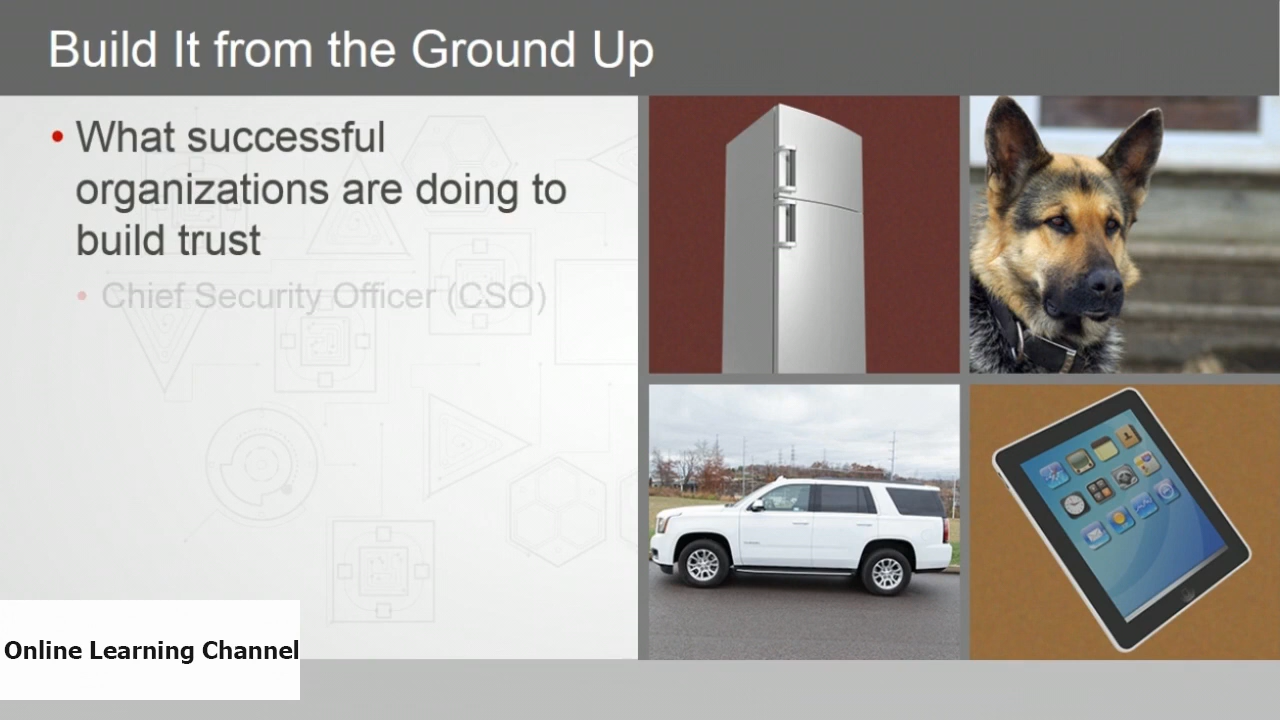 Build It from the Ground Up
• What successful
organizations are doing to
build trust
• Chief Security Officer (CSO)
Online Learning Channel